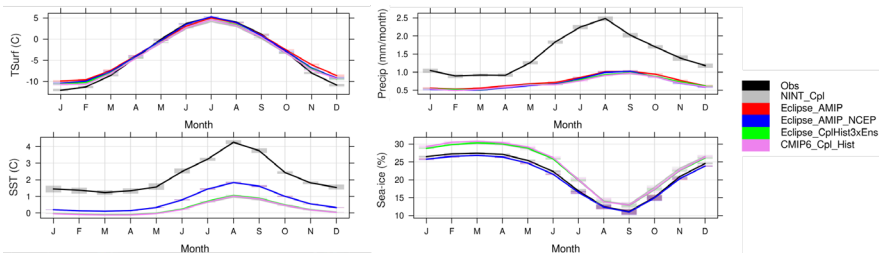 TSurf (C)
5
0
-5
-10
J F M A M J J A S O N D
Month
Precip (mm/month)
2.5
2.0
1.5
1.0
0.5
J F M A M J J A S O N D
Month
SST (C)
4
3
2
1
0
J F M A M J J A S O N D
Month
Sea-ice (%)
30
25
20
15
10
J F M A M J J A S O N D
Month
Obs
NINT_Cpl
Eclipse_AMIP
Eclipse_AMIP_NCEP
Eclipse_CplHist3xEns
CMIP6_Cpl_Hist